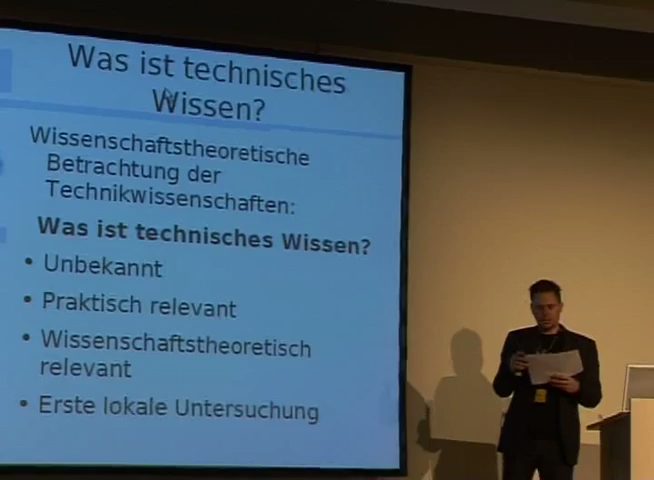 Was ist technisches
Wissen?
Wissenschaftstheoretische
Betrachtung der
Technikwissenschaften:
Was ist technisches Wissen?
• Unbekannt
• Praktisch relevant
• Wissenschaftstheoretisch
relevant
• Erste lokale Untersuchung